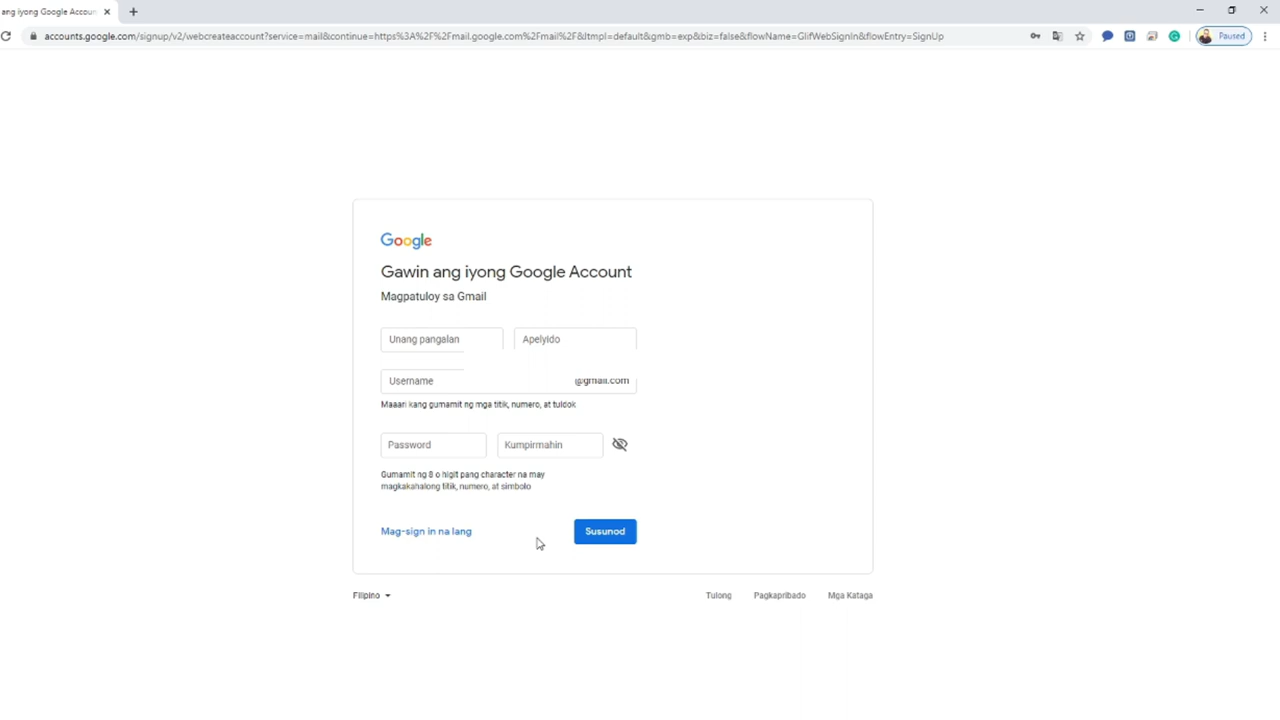 ang iyong Google Accoun
accounts.google.com/signup/v2/webcreateaccount?service=mail&continue=https%3A%2F%2Fmail.google.com%2Fmail%2F&ltmpl=default&gmb=exp&biz=false&flowName=GlifWebSignIn&flowEntry=SignUp
Paused
Google
Gawin ang iyong Google Account
Magpatuloy sa Gmail
Unang pangalan Apelyido
Username @gmail.com
Maaari kang gumamit ng mga titik, numero, at tuldok
Password Kumpirmahin
Gumamit ng 8 o higit pang character na may
magkakahalong titik, numero, at simbolo
Mag-sign in na lang Susunod
Filipino Tulong Pagkapribado Mga Kataga